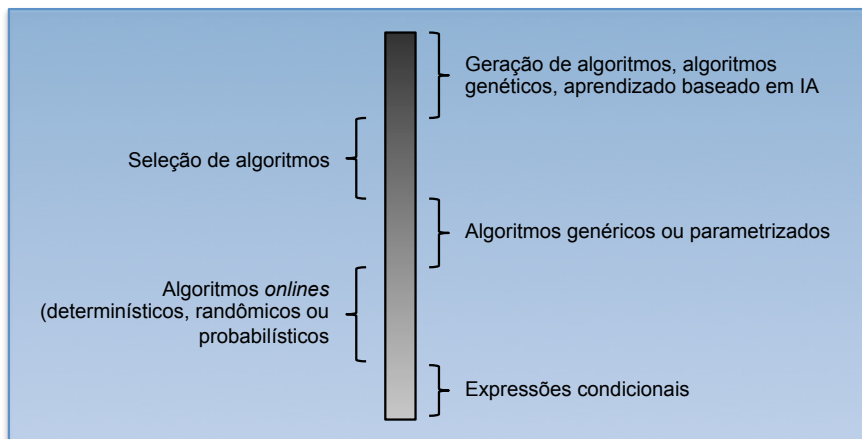 Geração de algoritmos, algoritmos
genéticos, aprendizado baseado em IA
Seleção de algoritmos
Algoritmos genéricos ou parametrizados
Algoritmos onlines
(determinísticos, randômicos ou
probabilísticos
Expressões condicionais